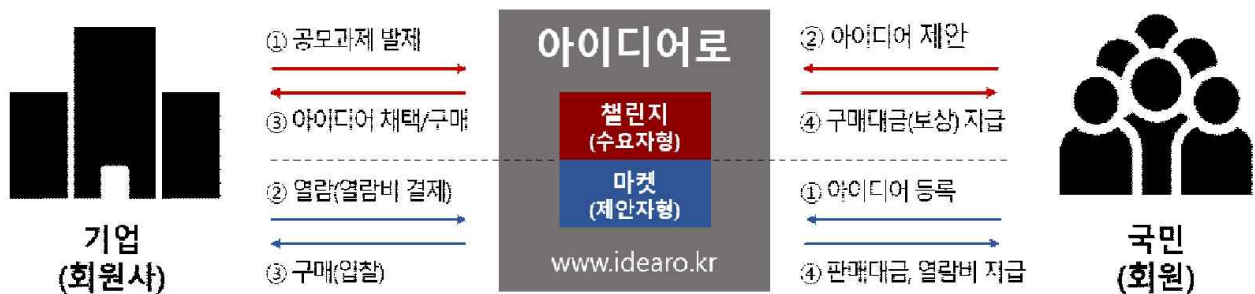 ① 공모과제 발제
아이디어로
② 아이디어 제안
챌린지
(수요자형)
③ 아이디어 채택/구매
④ 구매대금(보상) 지급
② 열람(열람비 결제)
마켓
(제안자형)
① 아이디어 등록
기업
(회원사)
③ 구매(입찰)
www.idearo.kr
④ 판매대금, 열람비 지급
국민
(회원)